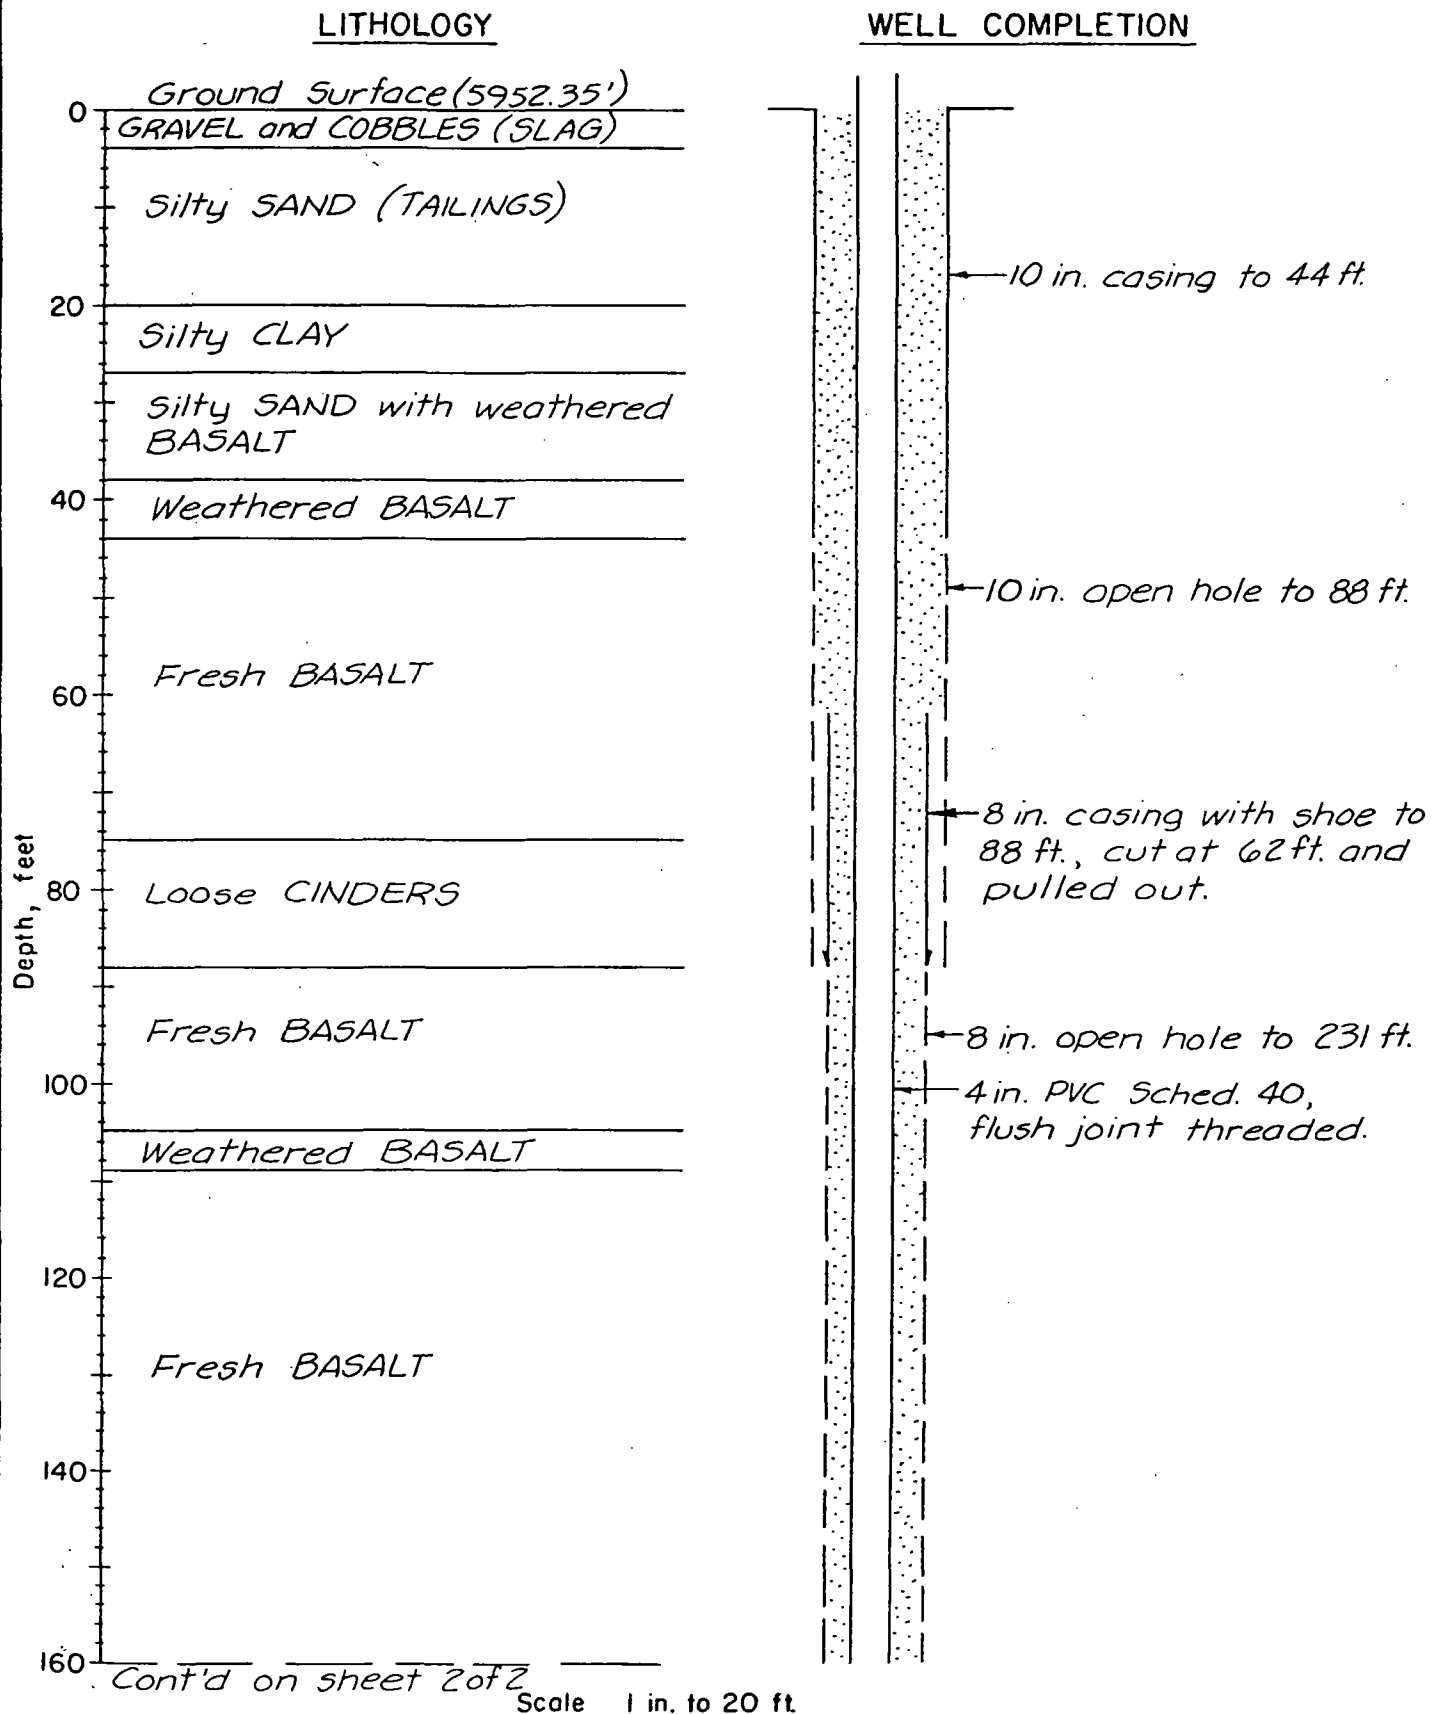 LITHOLOGY
WELL COMPLETION
Ground Surface (5952.35')
0
GRAVEL and COBBLES (SLAG)
Silty SAND (TAILINGS)
10 in. casing to 44 ft.
20
Silty CLAY
Silty SAND with weathered
BASALT
40
Weathered BASALT
10 in. open hole to 88 ft.
Fresh BASALT
60
8 in. casing with shoe to
88 ft., cut at 62 ft. and
pulled out.
Depth, feet
80
Loose CINDERS
Fresh BASALT
8 in. open hole to 231 ft.
100
4 in. PVC Sched. 40,
flush joint threaded.
Weathered BASALT
120
Fresh BASALT
140
160
Cont'd on sheet 2 of 2
Scale 1 in. to 20 ft.